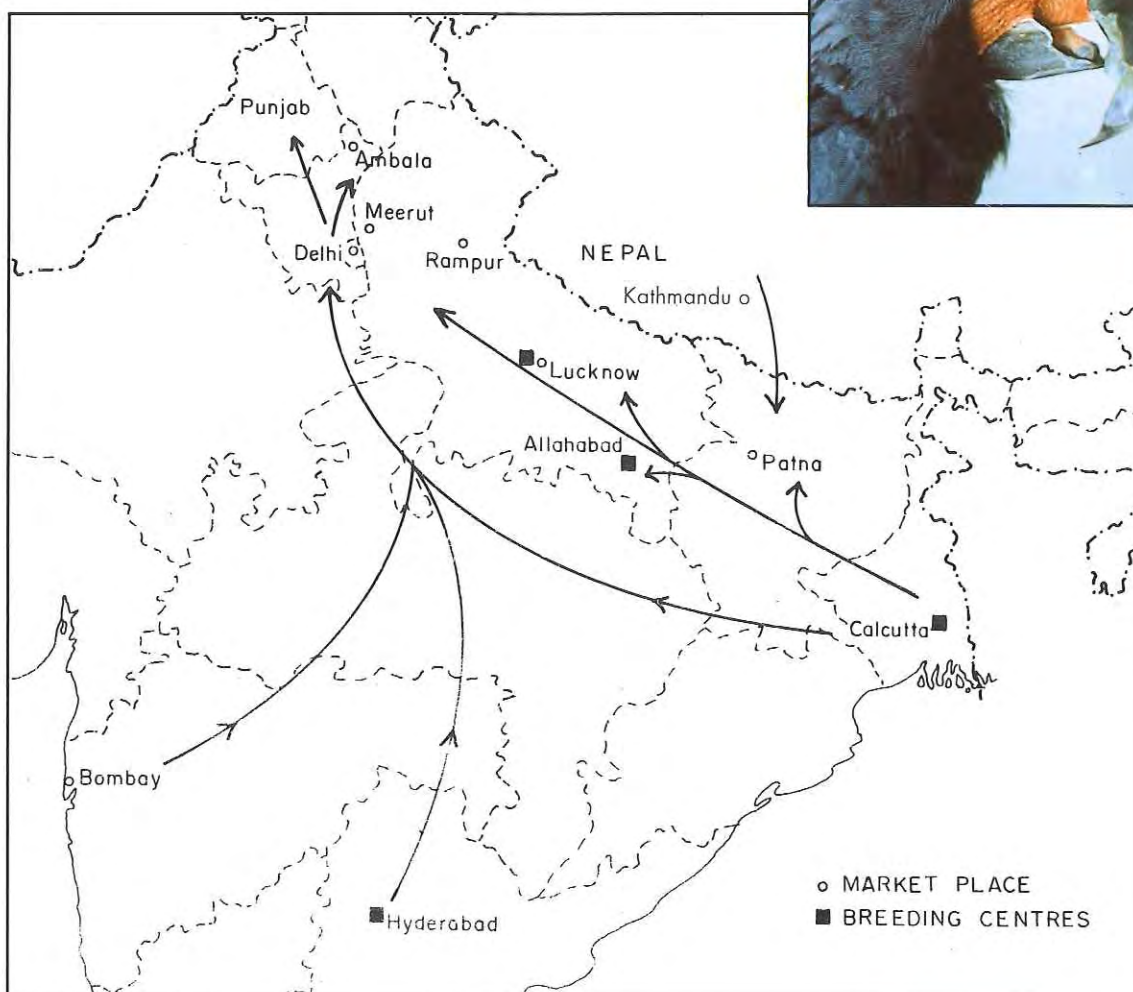 Punjab
Ambala
Meerut
Delhi
Rampur
NEPAL
Kathmandu
Lucknow
Allahabad
Patna
Calcutta
Bombay
Hyderabad
MARKET PLACE
BREEDING CENTRES